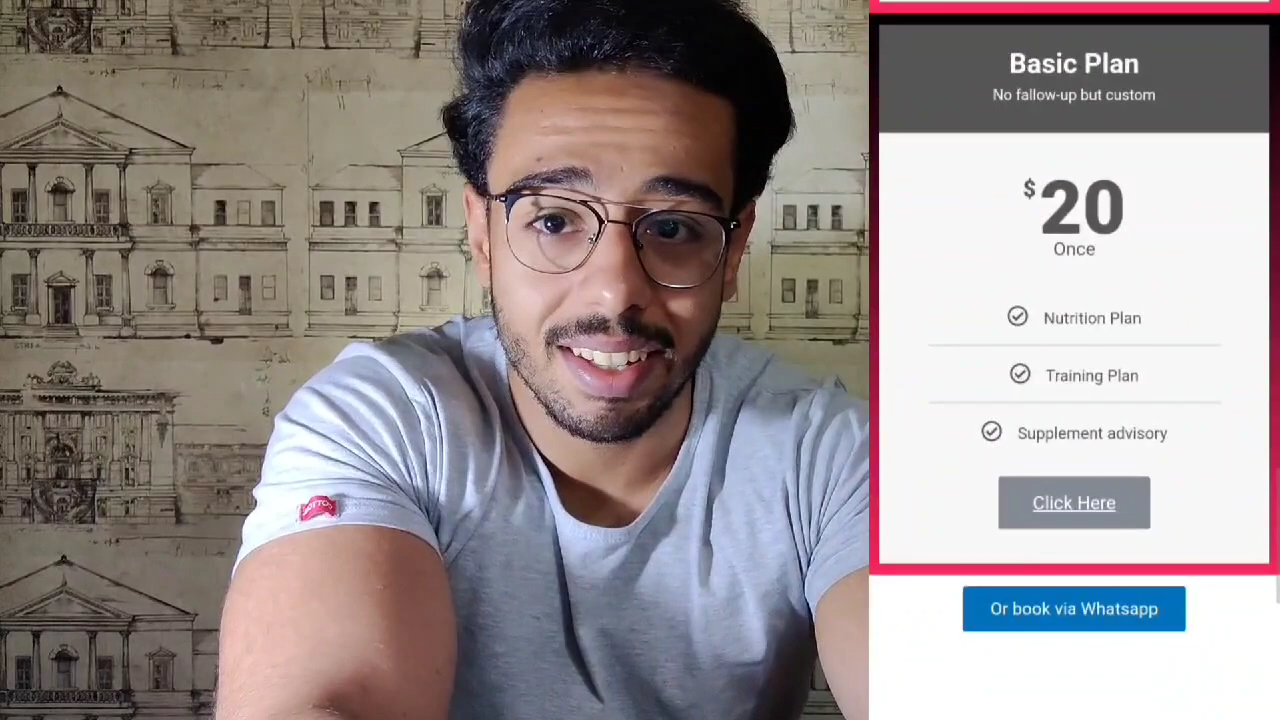 Basic Plan
No fallow-up but custom
$20
Once
Nutrition Plan
Training Plan
Supplement advisory
Click Here
Or book via Whatsapp